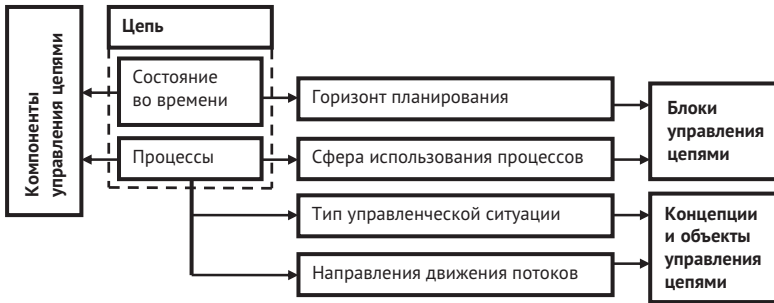 Компоненты
управления цепями
Цепь
Состояние
во времени
Процессы
Горизонт планирования
Сфера использования процессов
Тип управленческой ситуации
Направления движения потоков
Блоки
управления
цепями
Концепции
и объекты
управления
цепями